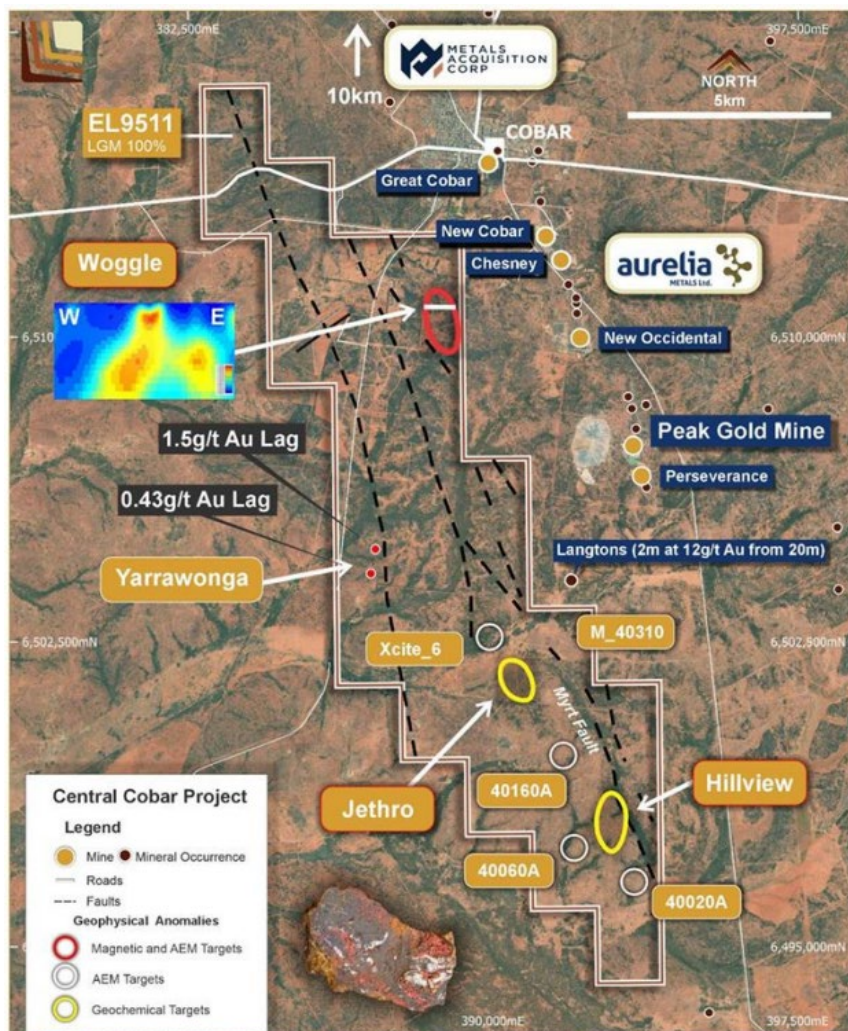 382,500mE
397,500mE
METALS
ACQUISITION
CORP
10km
NORTH
5km
EL9511
LGM 100%
COBAR
Great Cobar
New Cobar
Chesney
Woggle
aurelia
METALS Ltd.
W
E
6,510,000mN
6,510,000mN
New Occidental
1.5g/t Au Lag
Peak Gold Mine
Perseverance
0.43g/t Au Lag
Langtons (2m at 12g/t Au from 20m)
Yarrawonga
6,502,500mN
6,502,500mN
Xcite_6
M_40310
Myrt Fault
Jethro
40160A
Hillview
40060A
40020A
Central Cobar Project
Legend
Mine
Mineral Occurrence
Roads
Faults
Geophysical Anomalies
Magnetic and AEM Targets
AEM Targets
Geochemical Targets
6,495,000mN
390,000mE
397,500mE